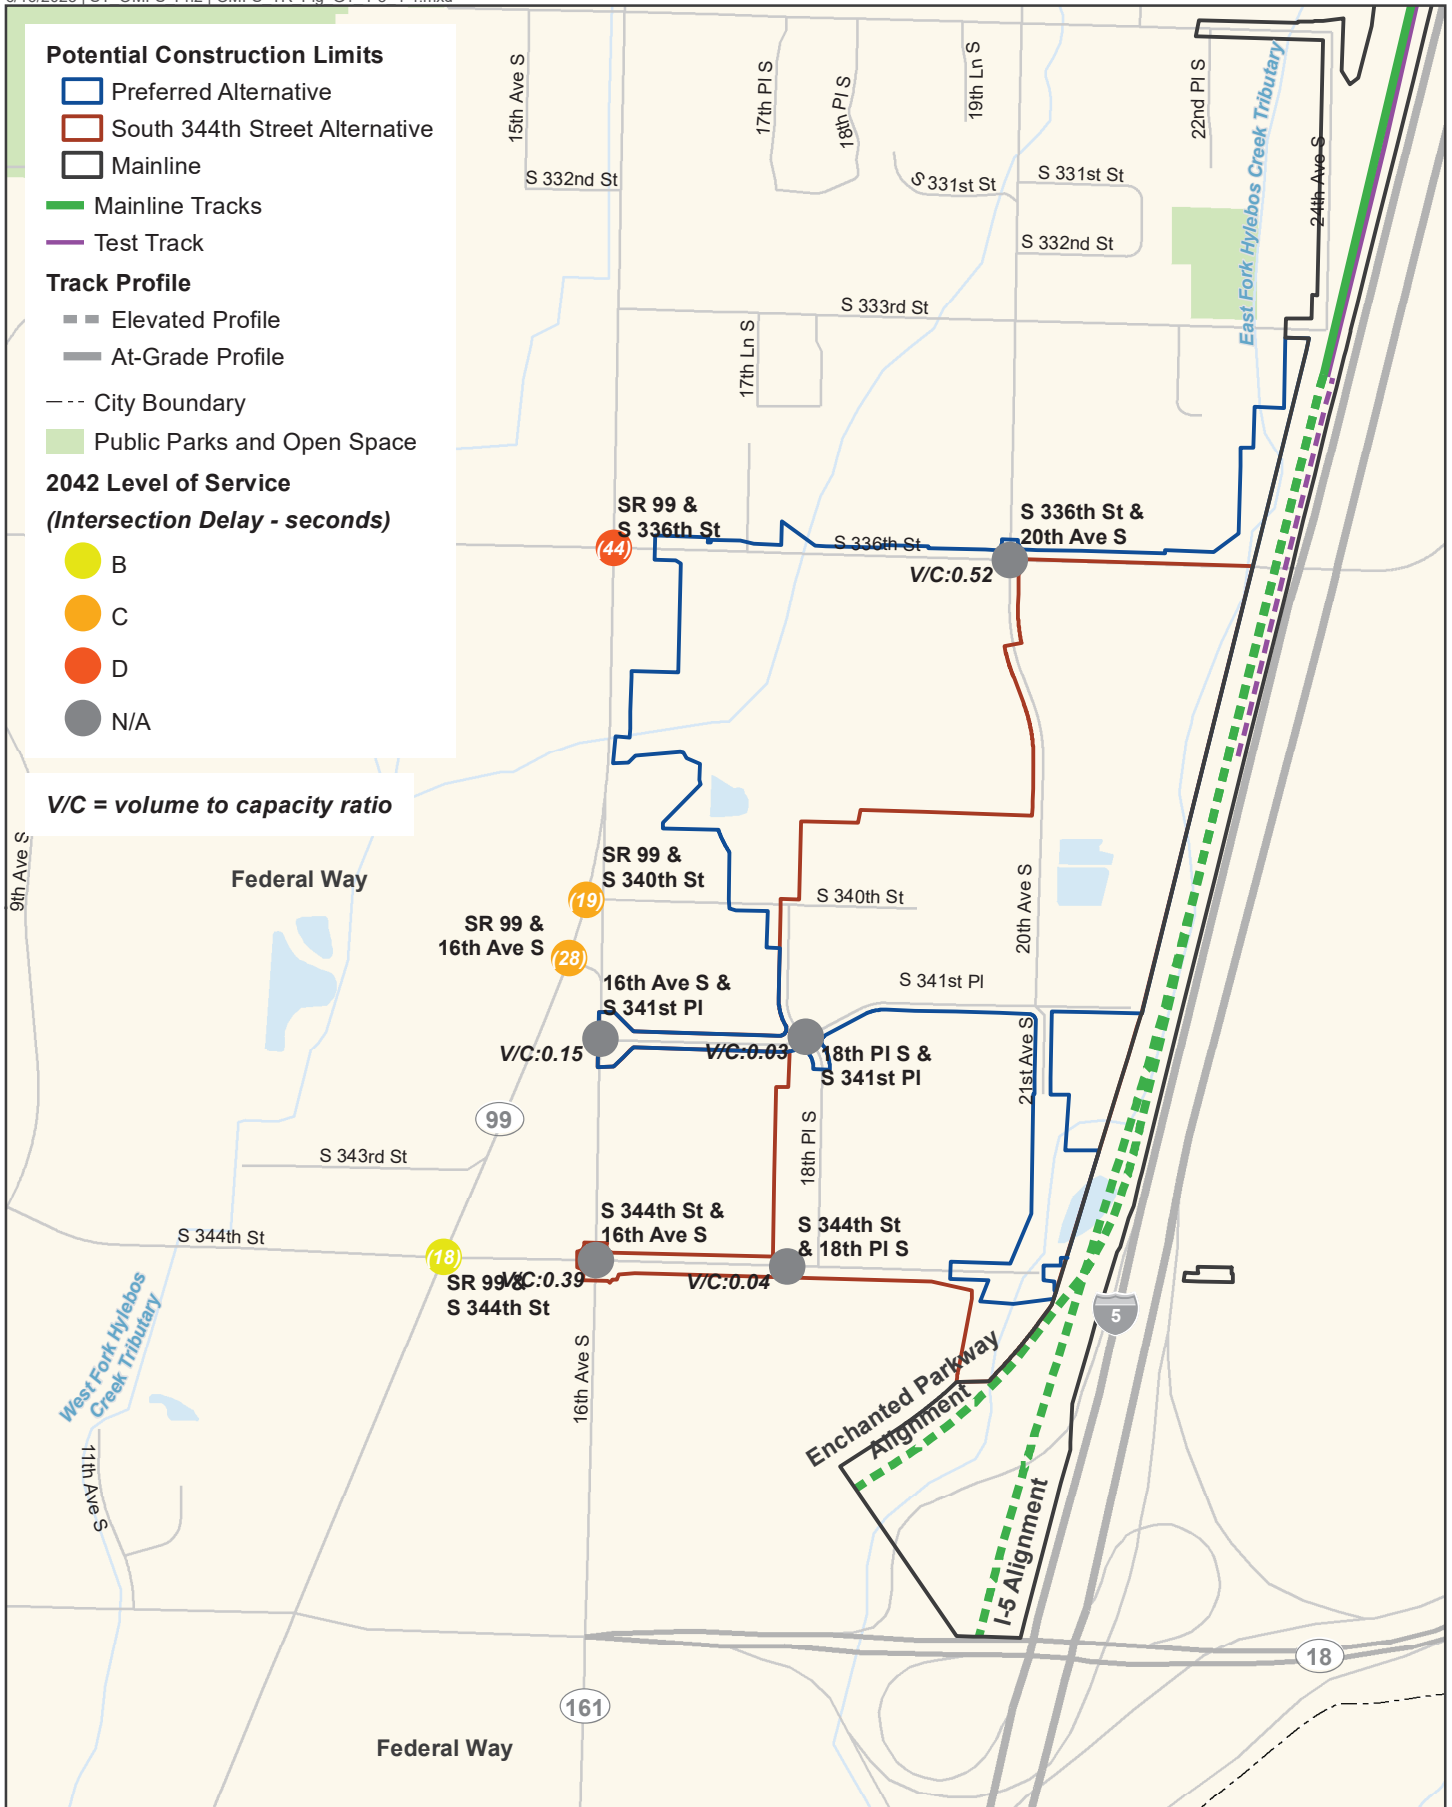 Potential Construction Limits
Preferred Alternative
South 344th Street Alternative
Mainline
Mainline Tracks
Test Track
Track Profile
Elevated Profile
At-Grade Profile
City Boundary
Public Parks and Open Space
2042 Level of Service
(Intersection Delay - seconds)
B
C
D
N/A
V/C = volume to capacity ratio
15th Ave S
17th Pl S
18th Pl S
19th Ln S
22nd Pl S
24th Ave S
East Fork Hylebos Creek Tributary
S 332nd St
S 331st St
S 331st St
S 332nd St
S 333rd St
17th Ln S
SR 99 &
S 336th St
(44)
S 336th St
S 336th St &
20th Ave S
V/C:0.52
9th Ave S
Federal Way
SR 99 &
S 340th St
(19)
S 340th St
SR 99 &
16th Ave S
(28)
20th Ave S
16th Ave S &
S 341st Pl
V/C:0.15
S 341st Pl
V/C:0.03
18th Pl S &
S 341st Pl
21st Ave S
99
S 343rd St
18th Pl S
S 344th St
S 344th St &
16th Ave S
S 344th St
& 18th Pl S
(18)
SR 99 &
S 344th St
V/C:0.39
V/C:0.04
5
West Fork Hylebos
Creek Tributary
16th Ave S
Enchanted Parkway
Alignment
11th Ave S
I-5 Alignment
18
161
Federal Way